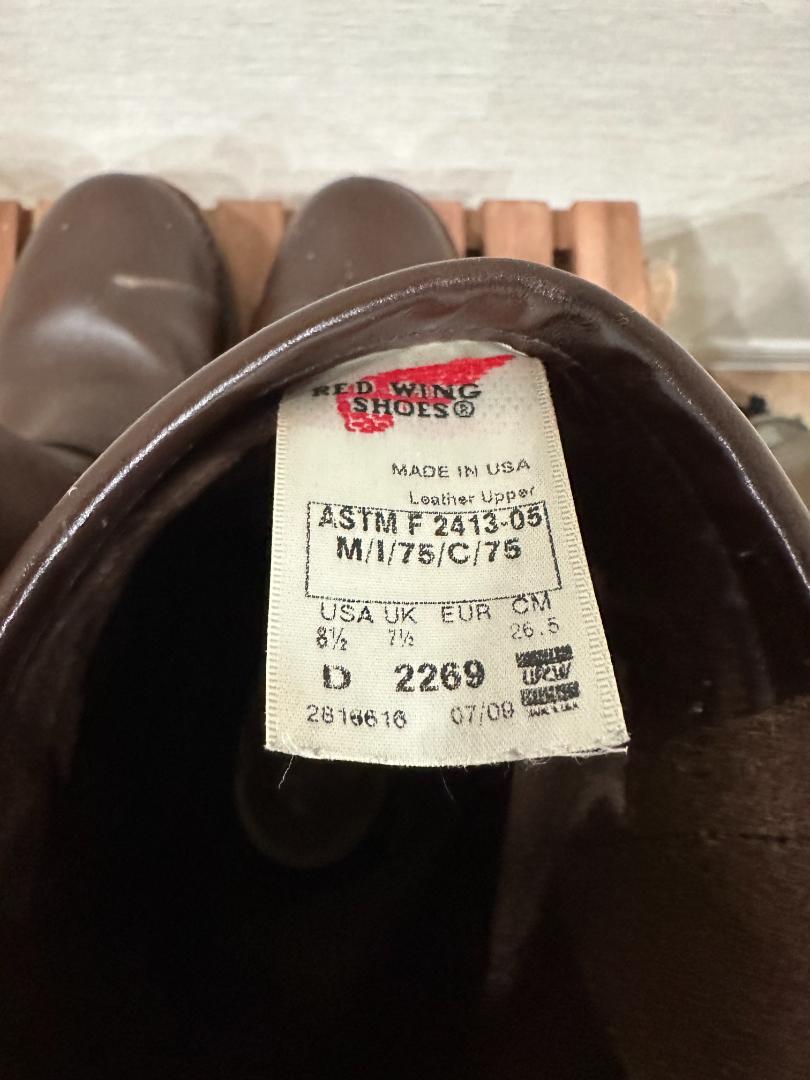 RED WING
SHOES®
MADE IN USA
Leather Upper
ASTM F 2413-05
M/I/75/C/75
USA UK EUR CM
8½ 7½ 26.5
D 2269
2816616 07/09